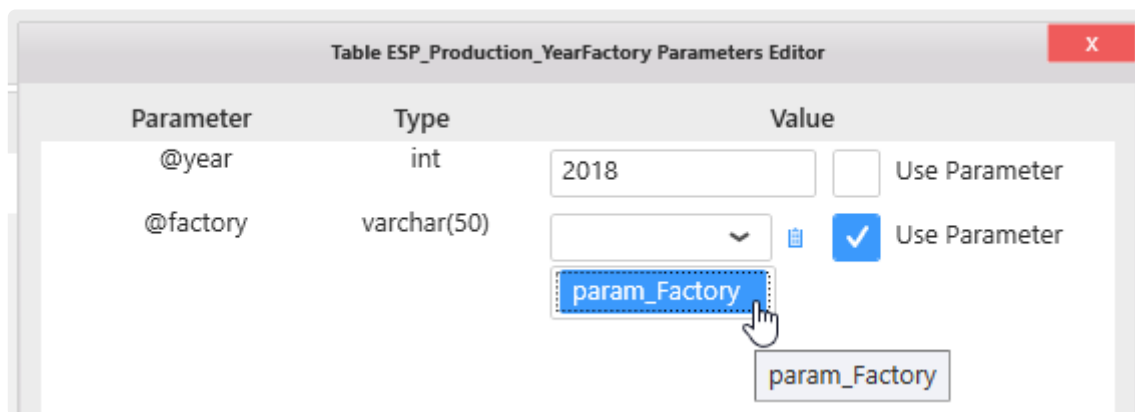 Table ESP_Production_YearFactory Parameters Editor
x
Parameter Type Value
@year int 2018 Use Parameter
@factory varchar(50) Use Parameter
param_Factory
param_Factory